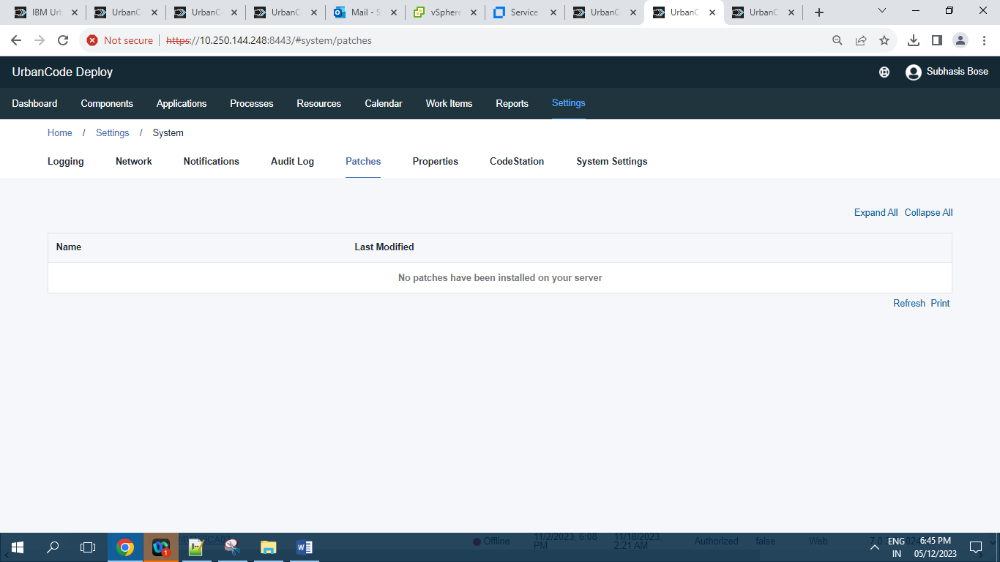 IBM Urb
UrbanC
UrbanC
UrbanC
Mail - S
vSphere
Service
UrbanC
UrbanC
UrbanC
Not secure
https://10.250.144.248:8443/#system/patches
UrbanCode Deploy
Subhasis Bose
Dashboard
Components
Applications
Processes
Resources
Calendar
Work Items
Reports
Settings
Home / Settings / System
Logging
Network
Notifications
Audit Log
Patches
Properties
CodeStation
System Settings
Expand All Collapse All
Name
Last Modified
No patches have been installed on your server
Refresh Print
1
Offline
11/2/2023, 6:08
PM
11/18/2023,
2:21 AM
Authorized
false
Web
ENG
IN
6:45 PM
05/12/2023